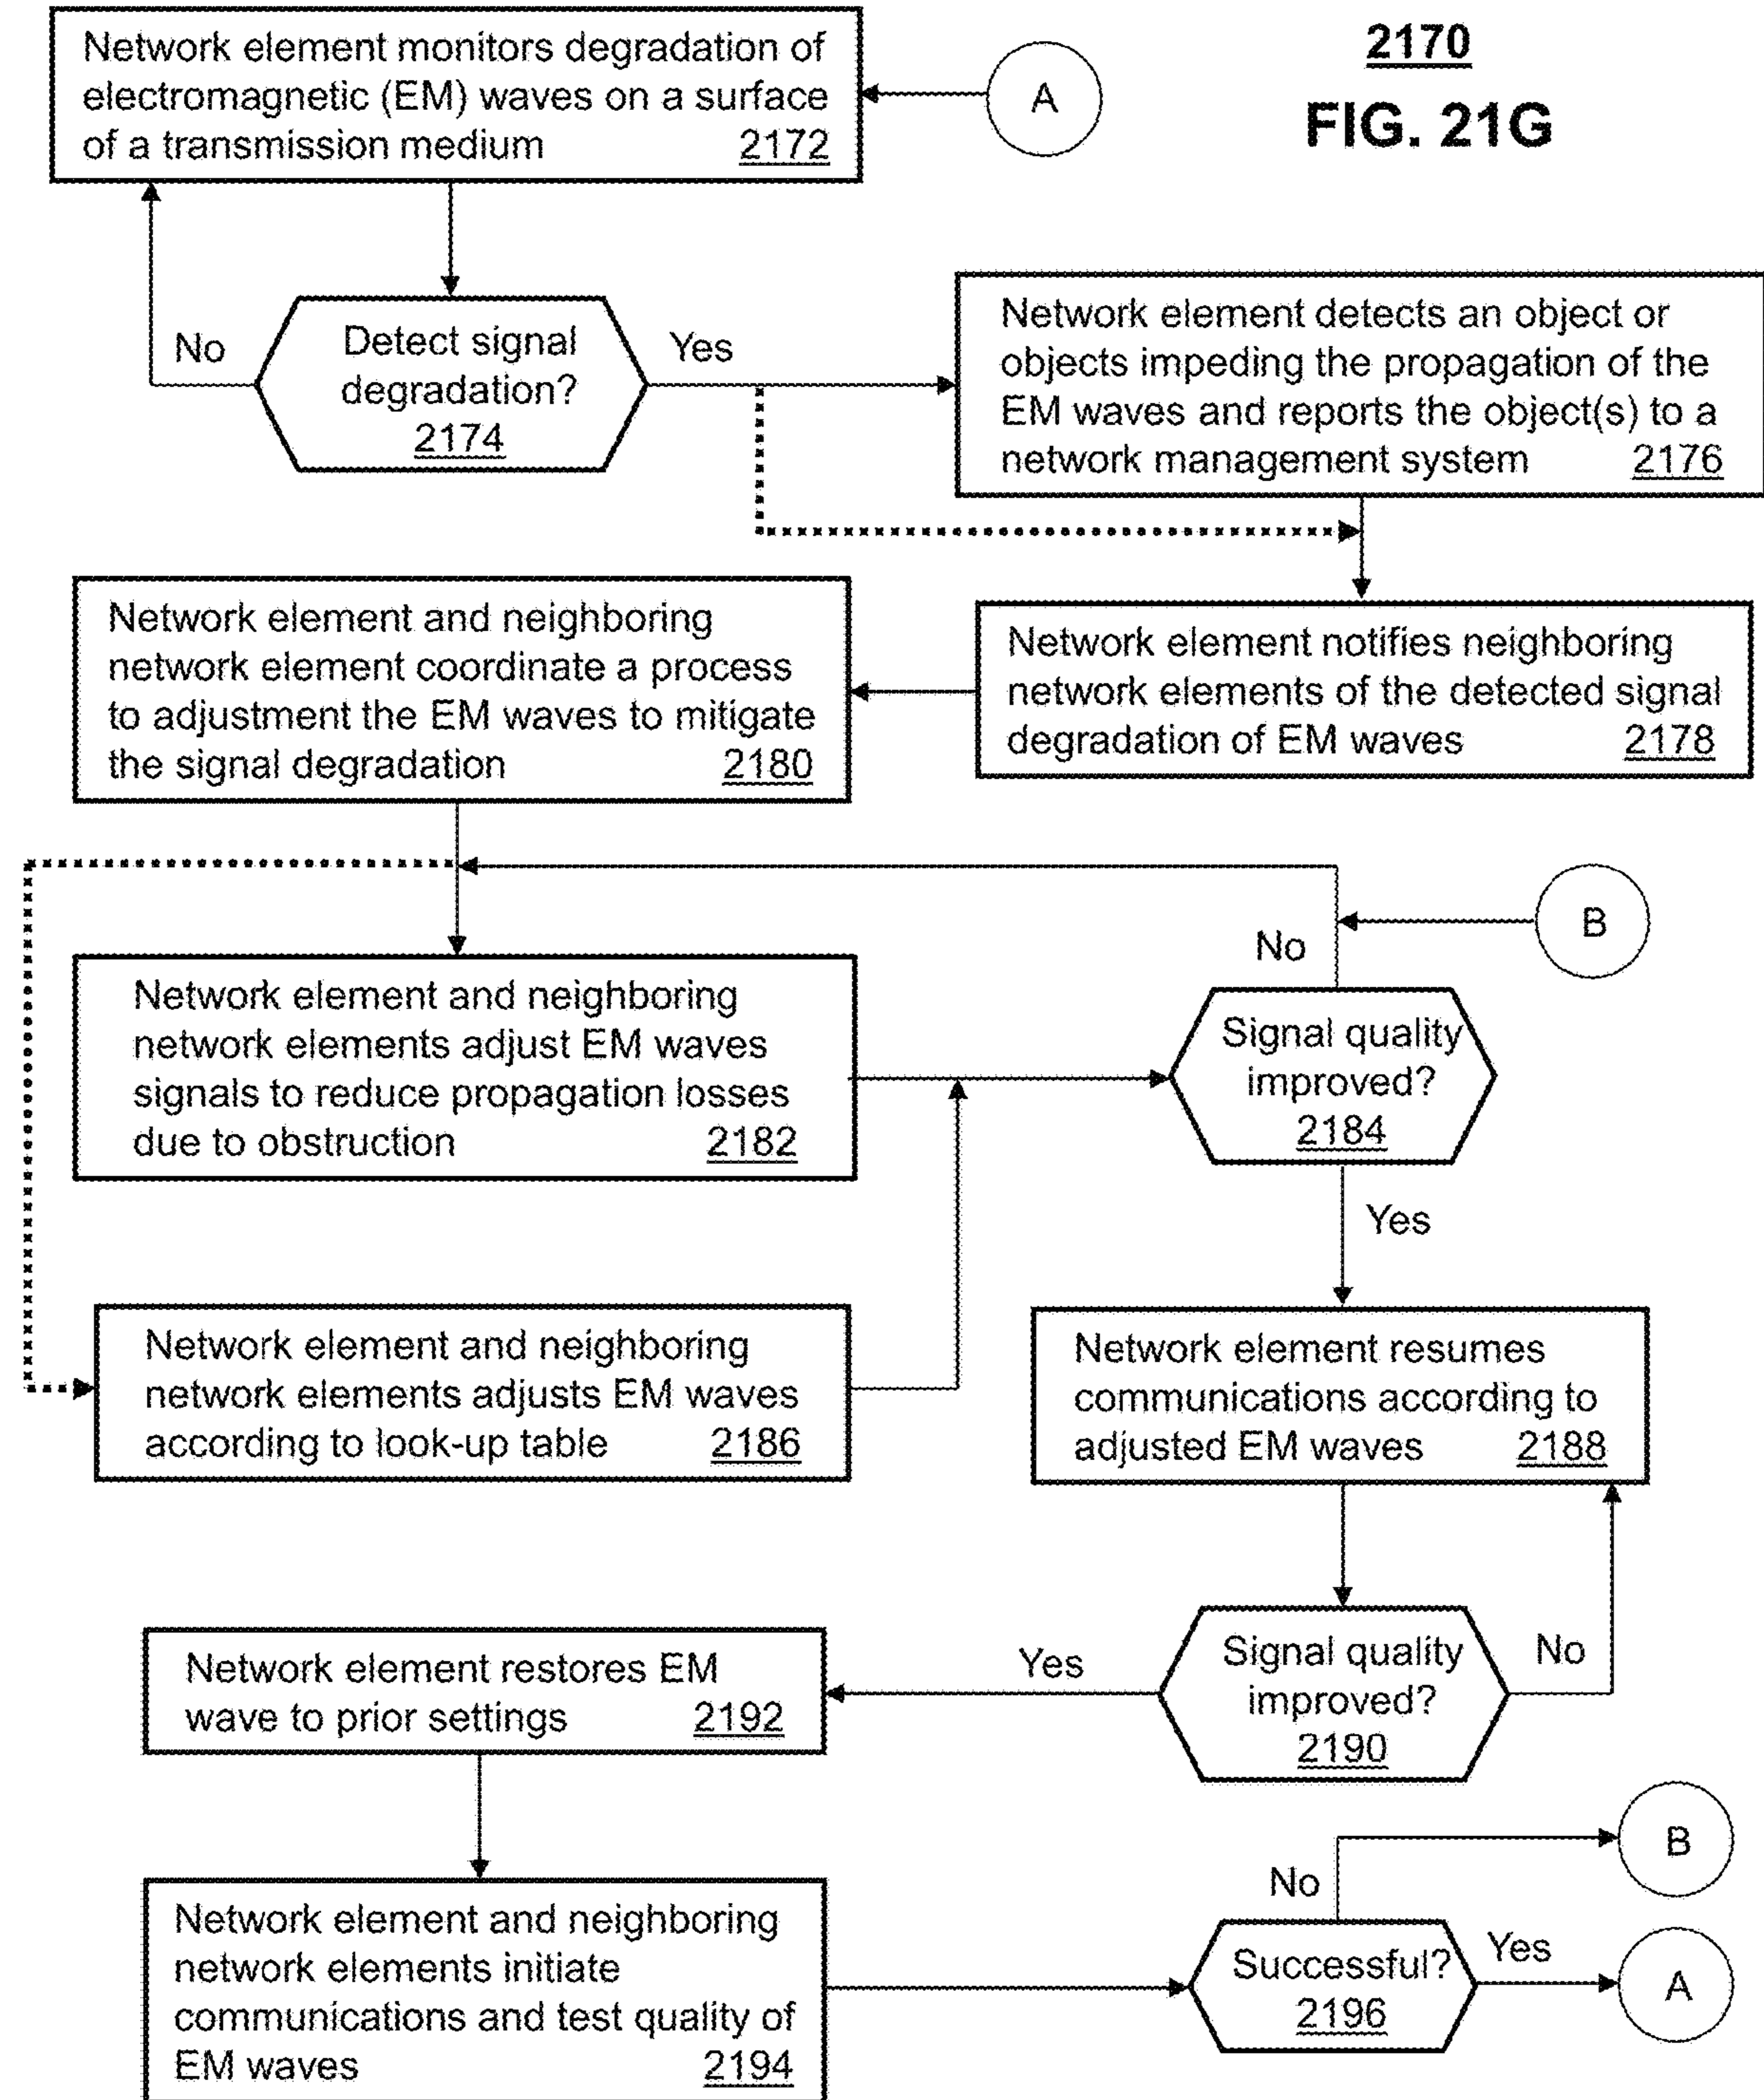 2170
FIG. 21G
Network element monitors degradation of
electromagnetic (EM) waves on a surface
of a transmission medium 2172
A
Detect signal
degradation?
2174
No
Yes
Network element detects an object or
objects impeding the propagation of the
EM waves and reports the object(s) to a
network management system 2176
Network element notifies neighboring
network elements of the detected signal
degradation of EM waves 2178
Network element and neighboring
network element coordinate a process
to adjustment the EM waves to mitigate
the signal degradation 2180
B
No
Network element and neighboring
network elements adjust EM waves
signals to reduce propagation losses
due to obstruction 2182
Signal quality
improved?
2184
Yes
Network element and neighboring
network elements adjusts EM waves
according to look-up table 2186
Network element resumes
communications according to
adjusted EM waves 2188
Signal quality
improved?
2190
No
Yes
Network element restores EM
wave to prior settings 2192
Network element and neighboring
network elements initiate
communications and test quality of
EM waves 2194
Successful?
2196
No
B
Yes
A